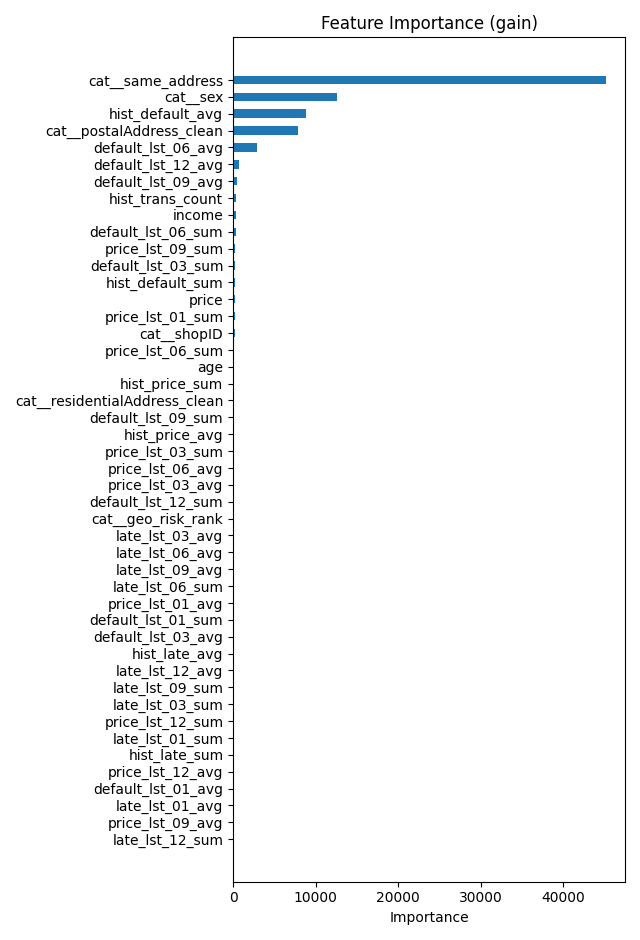 Feature Importance (gain)
cat__same_address
cat__sex
hist_default_avg
cat__postalAddress_clean
default_lst_06_avg
default_lst_12_avg
default_lst_09_avg
hist_trans_count
income
default_lst_06_sum
price_lst_09_sum
default_lst_03_sum
hist_default_sum
price
price_lst_01_sum
cat__shopID
price_lst_06_sum
age
hist_price_sum
cat__residentialAddress_clean
default_lst_09_sum
hist_price_avg
price_lst_03_sum
price_lst_06_avg
price_lst_03_avg
default_lst_12_sum
cat__geo_risk_rank
late_lst_03_avg
late_lst_06_avg
late_lst_09_avg
late_lst_06_sum
price_lst_01_avg
default_lst_01_sum
default_lst_03_avg
hist_late_avg
late_lst_12_avg
late_lst_09_sum
late_lst_03_sum
price_lst_12_sum
late_lst_01_sum
hist_late_sum
price_lst_12_avg
default_lst_01_avg
late_lst_01_avg
price_lst_09_avg
late_lst_12_sum
0 10000 20000 30000 40000
Importance